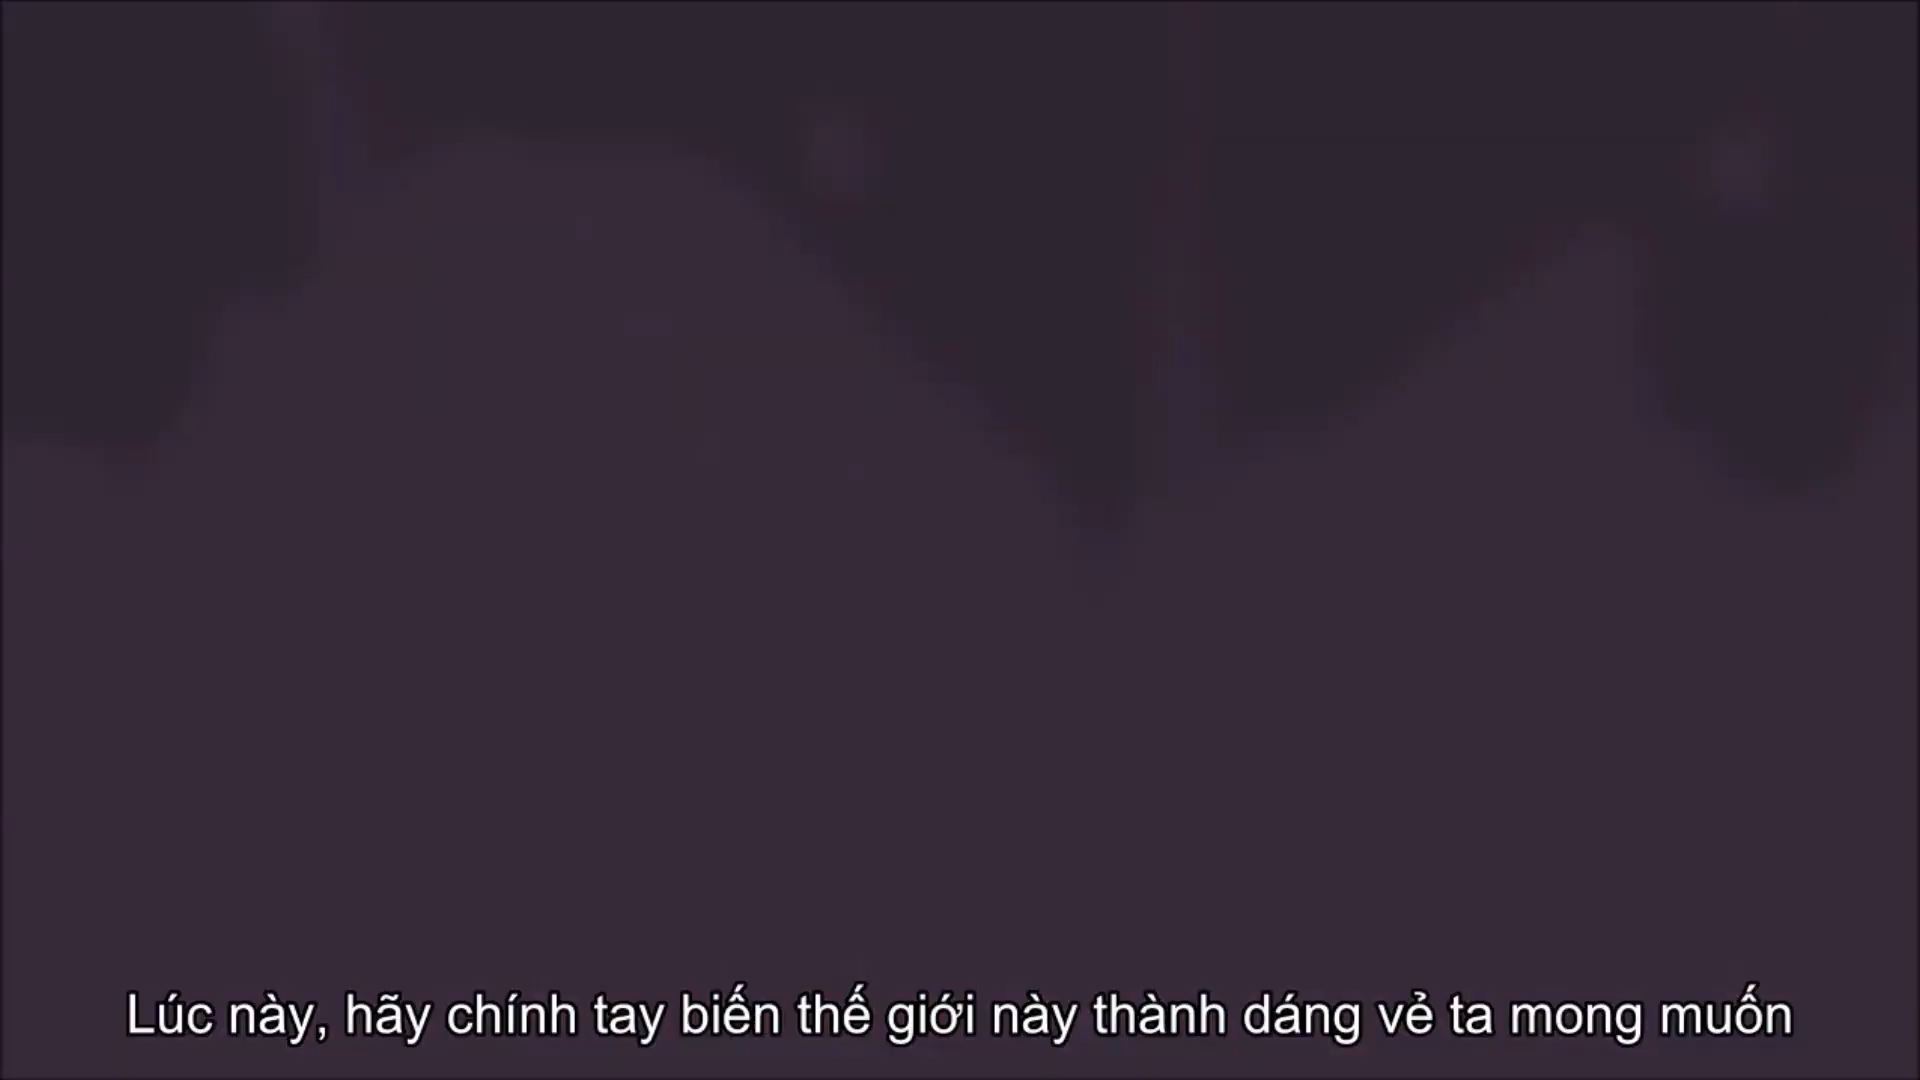 Lúc này, hãy chính tay biến thế giới này thành dáng vẻ ta mong muốn